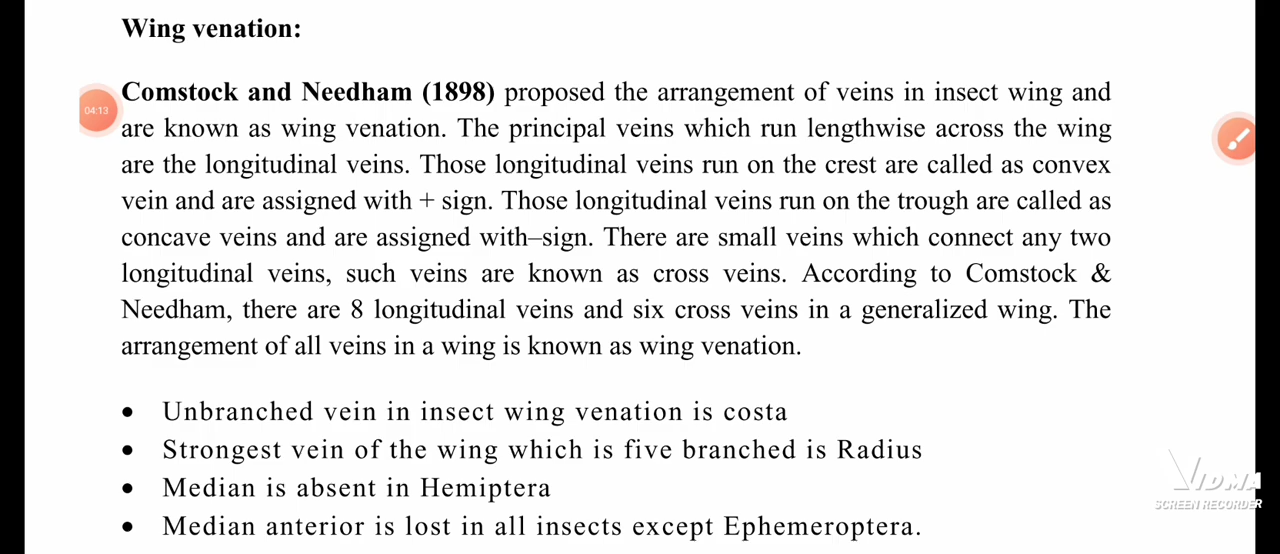 Wing venation:
Comstock and Needham (1898) proposed the arrangement of veins in insect wing and
are known as wing venation. The principal veins which run lengthwise across the wing
are the longitudinal veins. Those longitudinal veins run on the crest are called as convex
vein and are assigned with + sign. Those longitudinal veins run on the trough are called as
concave veins and are assigned with–sign. There are small veins which connect any two
longitudinal veins, such veins are known as cross veins. According to Comstock &
Needham, there are 8 longitudinal veins and six cross veins in a generalized wing. The
arrangement of all veins in a wing is known as wing venation.
• Unbranched vein in insect wing venation is costa
• Strongest vein of the wing which is five branched is Radius
• Median is absent in Hemiptera
• Median anterior is lost in all insects except Ephemeroptera.
04:13
VIDMA
SCREEN RECORDER